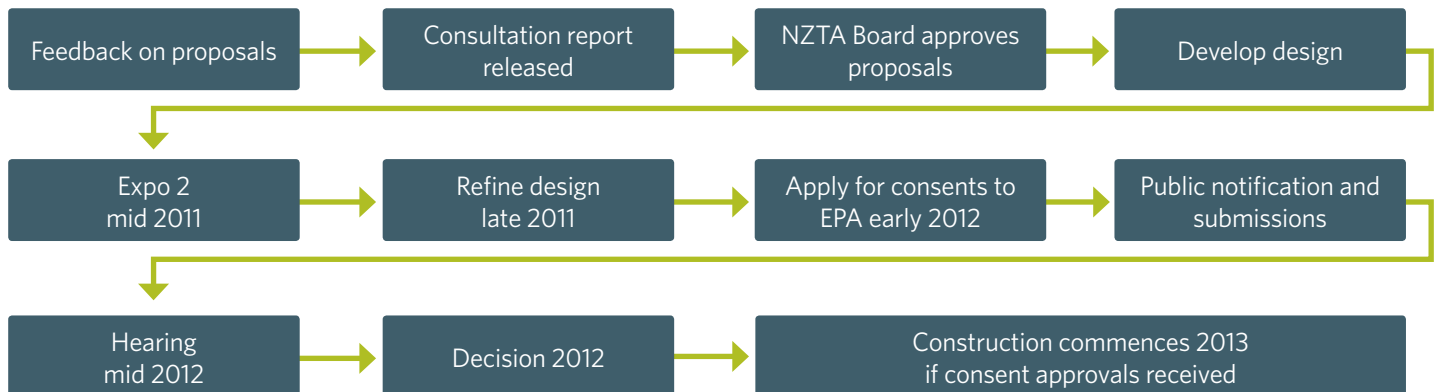 Feedback on proposals
Consultation report
released
NZTA Board approves
proposals
Develop design
Expo 2
mid 2011
Refine design
late 2011
Apply for consents to
EPA early 2012
Public notification and
submissions
Hearing
mid 2012
Decision 2012
Construction commences 2013
if consent approvals received